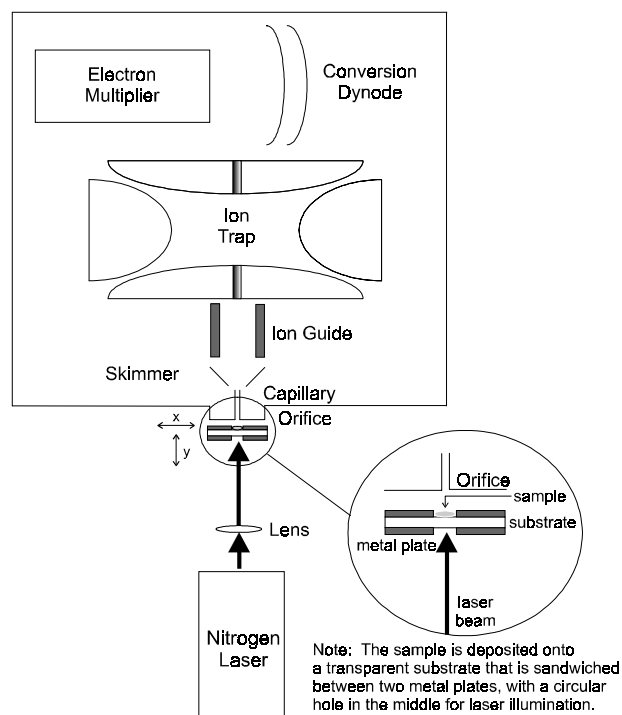 Electron
Multiplier
Conversion
Dynode
Ion
Trap
Ion Guide
Skimmer
Capillary
Orifice
x
y
Orifice
sample
substrate
metal plate
Lens
laser
beam
Nitrogen
Laser
Note: The sample is deposited onto
a transparent substrate that is sandwiched
between two metal plates, with a circular
hole in the middle for laser illumination.